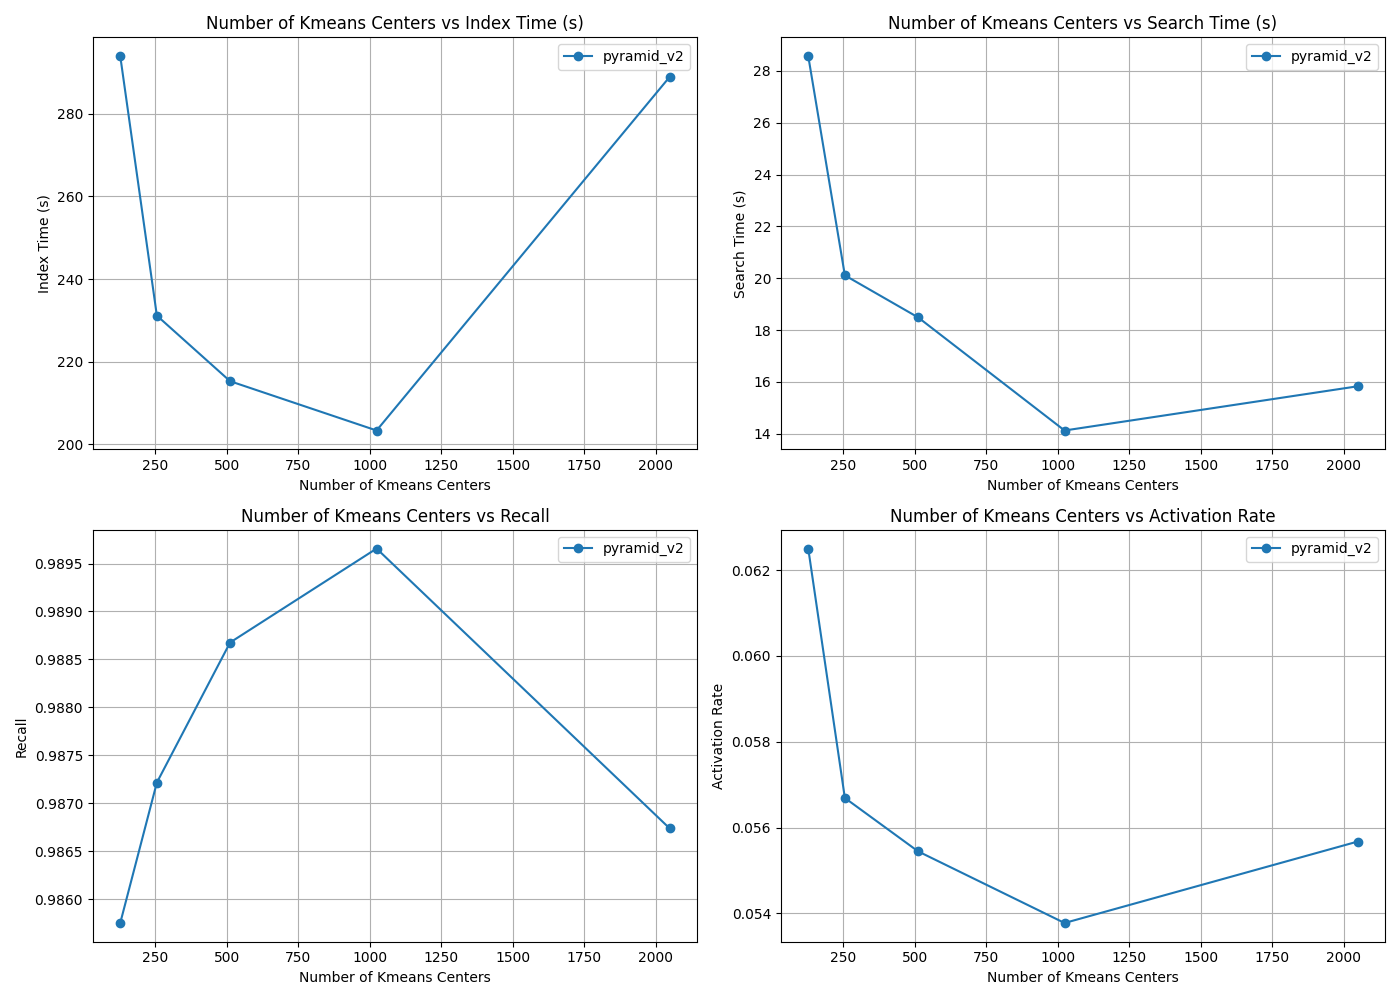 Number of Kmeans Centers vs Index Time (s)
pyramid_v2
Index Time (s)
280
260
240
220
200
250 500 750 1000 1250 1500 1750 2000
Number of Kmeans Centers
Number of Kmeans Centers vs Search Time (s)
pyramid_v2
Search Time (s)
28
26
24
22
20
18
16
14
250 500 750 1000 1250 1500 1750 2000
Number of Kmeans Centers
Number of Kmeans Centers vs Recall
pyramid_v2
Recall
0.9895
0.9890
0.9885
0.9880
0.9875
0.9870
0.9865
0.9860
250 500 750 1000 1250 1500 1750 2000
Number of Kmeans Centers
Number of Kmeans Centers vs Activation Rate
pyramid_v2
Activation Rate
0.062
0.060
0.058
0.056
0.054
250 500 750 1000 1250 1500 1750 2000
Number of Kmeans Centers